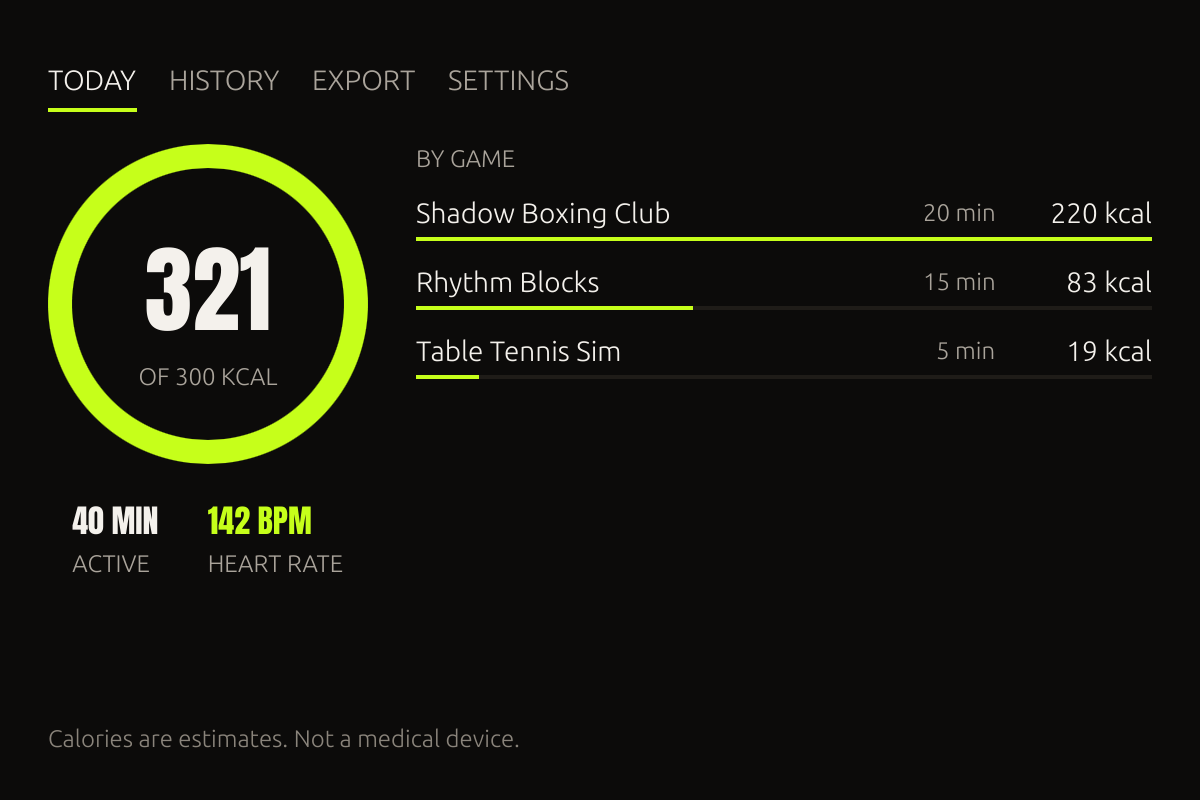 TODAY HISTORY EXPORT SETTINGS
321
OF 300 KCAL
40 MIN 142 BPM
ACTIVE HEART RATE
BY GAME
Shadow Boxing Club 20 min 220 kcal
Rhythm Blocks 15 min 83 kcal
Table Tennis Sim 5 min 19 kcal
Calories are estimates. Not a medical device.